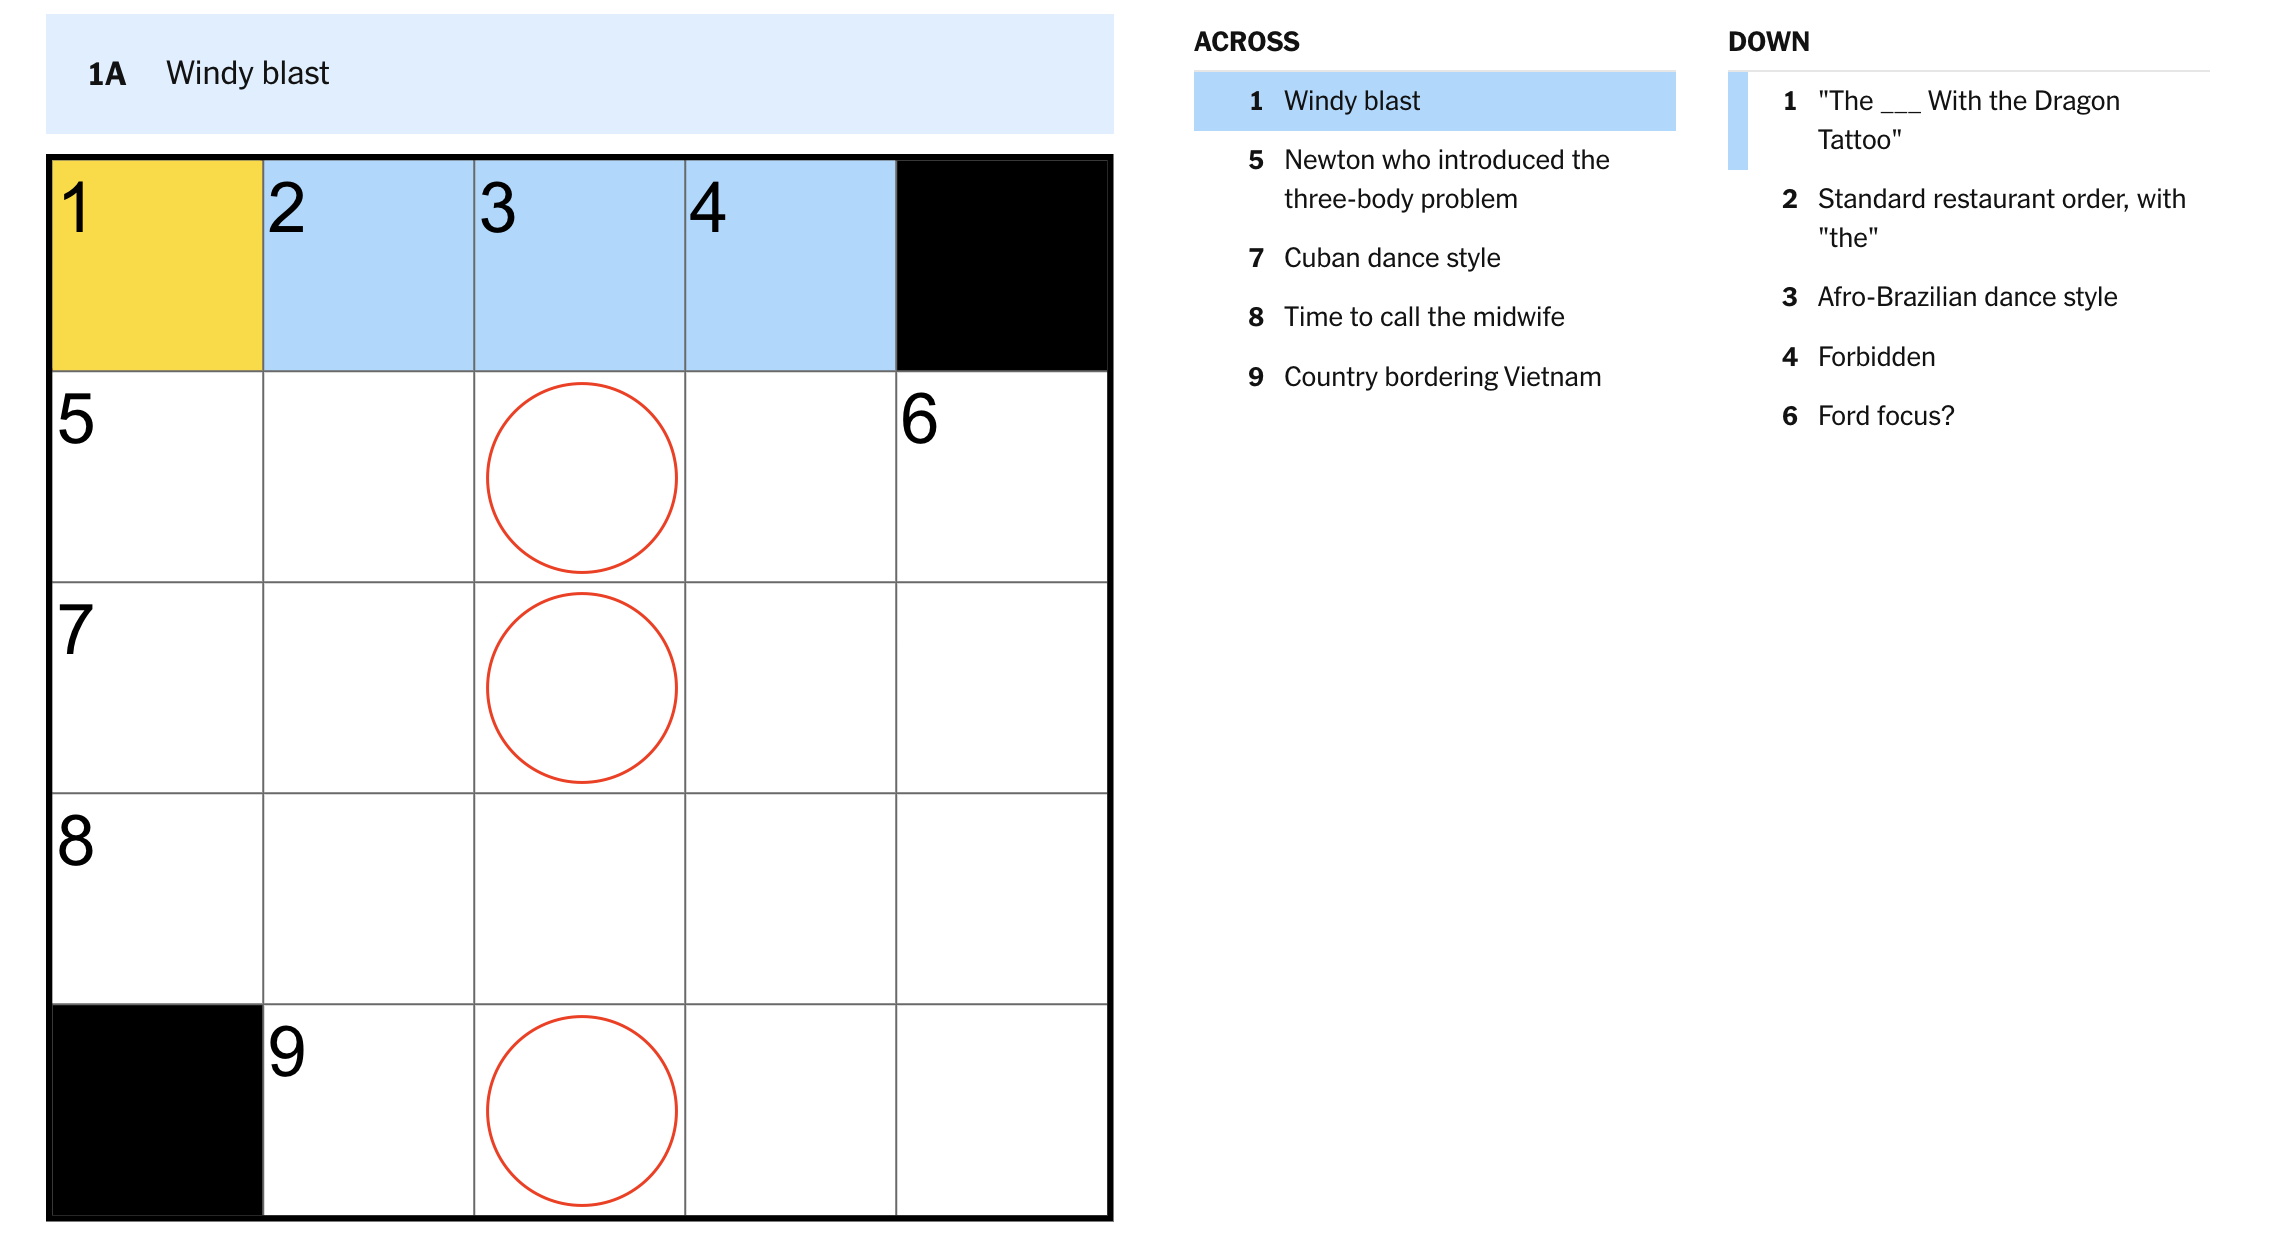 1A Windy blast
1 2 3 4
5 6
7
8
9
ACROSS
1 Windy blast
5 Newton who introduced the
three-body problem
7 Cuban dance style
8 Time to call the midwife
9 Country bordering Vietnam
DOWN
1 "The ___ With the Dragon
Tattoo"
2 Standard restaurant order, with
"the"
3 Afro-Brazilian dance style
4 Forbidden
6 Ford focus?